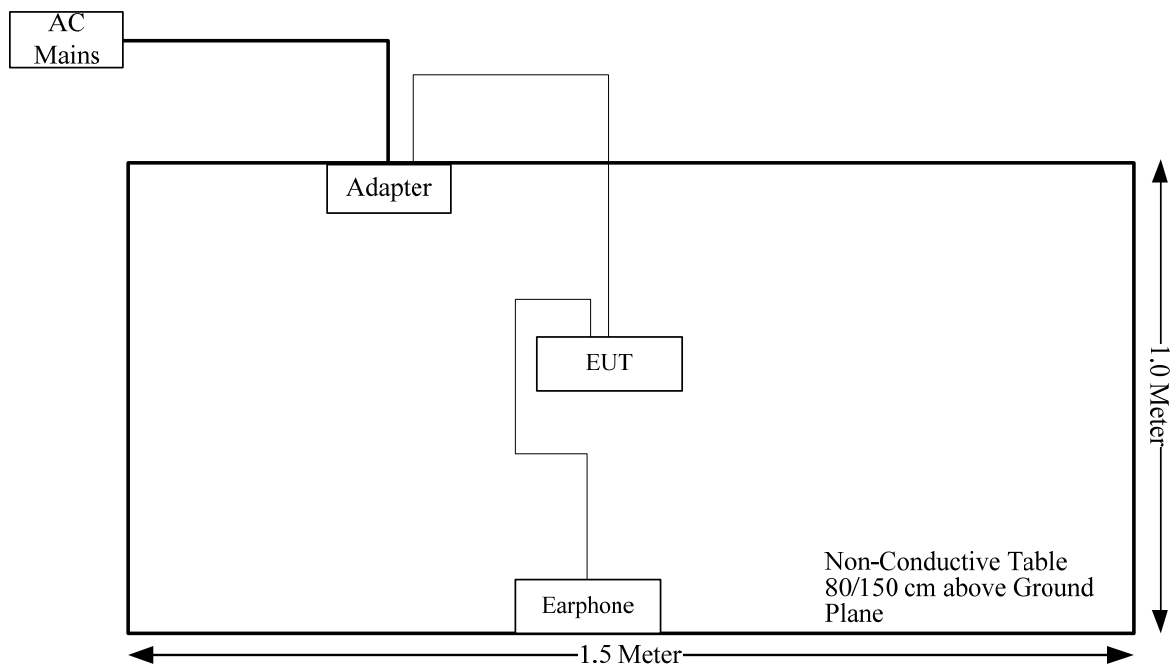 AC
Mains
Adapter
EUT
1.0 Meter
Non-Conductive Table
80/150 cm above Ground
Plane
Earphone
1.5 Meter